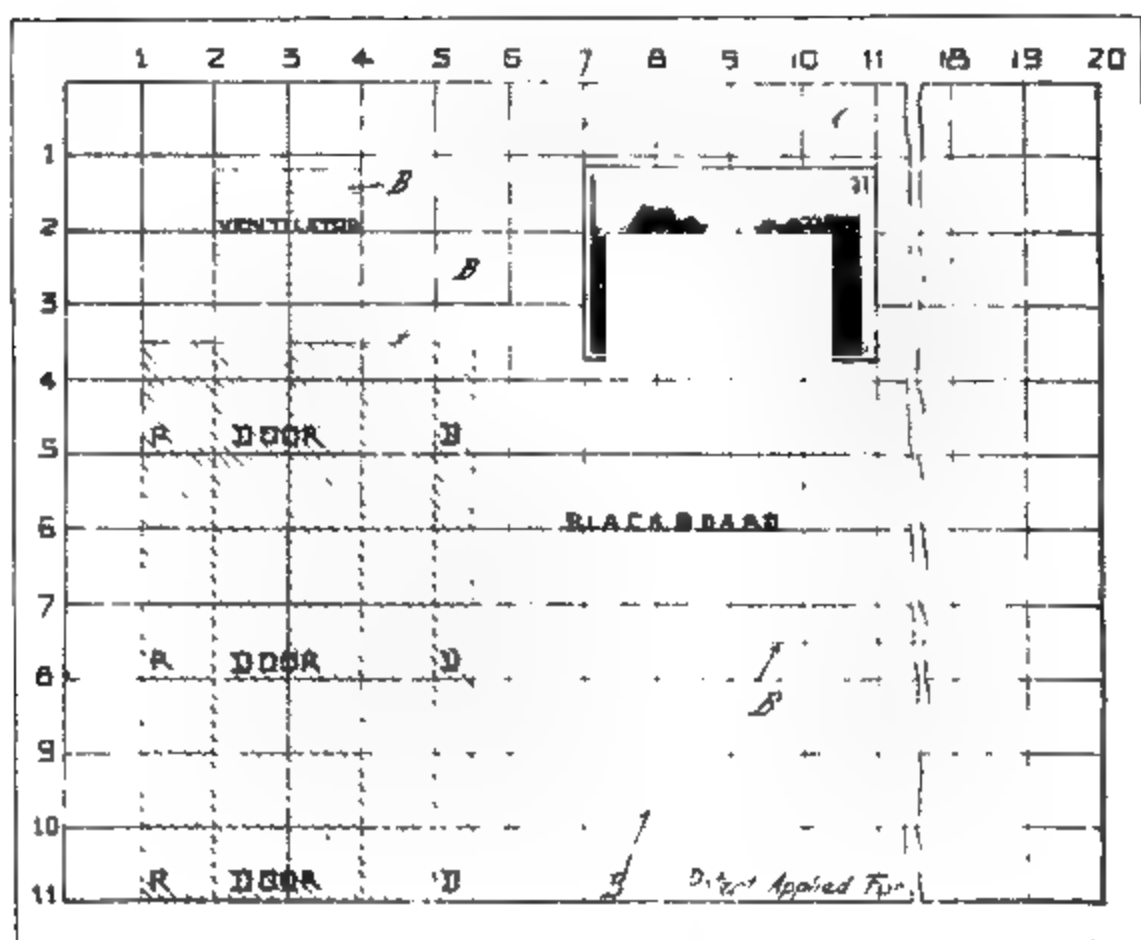 1 2 3 4 5 6 7 8 9 10 11 18 19 20
1
B
2 VENTILATOR
B
3
4
5 R DOOR D
6 BLACKBOARD
7
8 R DOOR D
B
9
10
11 R DOOR D B Applied